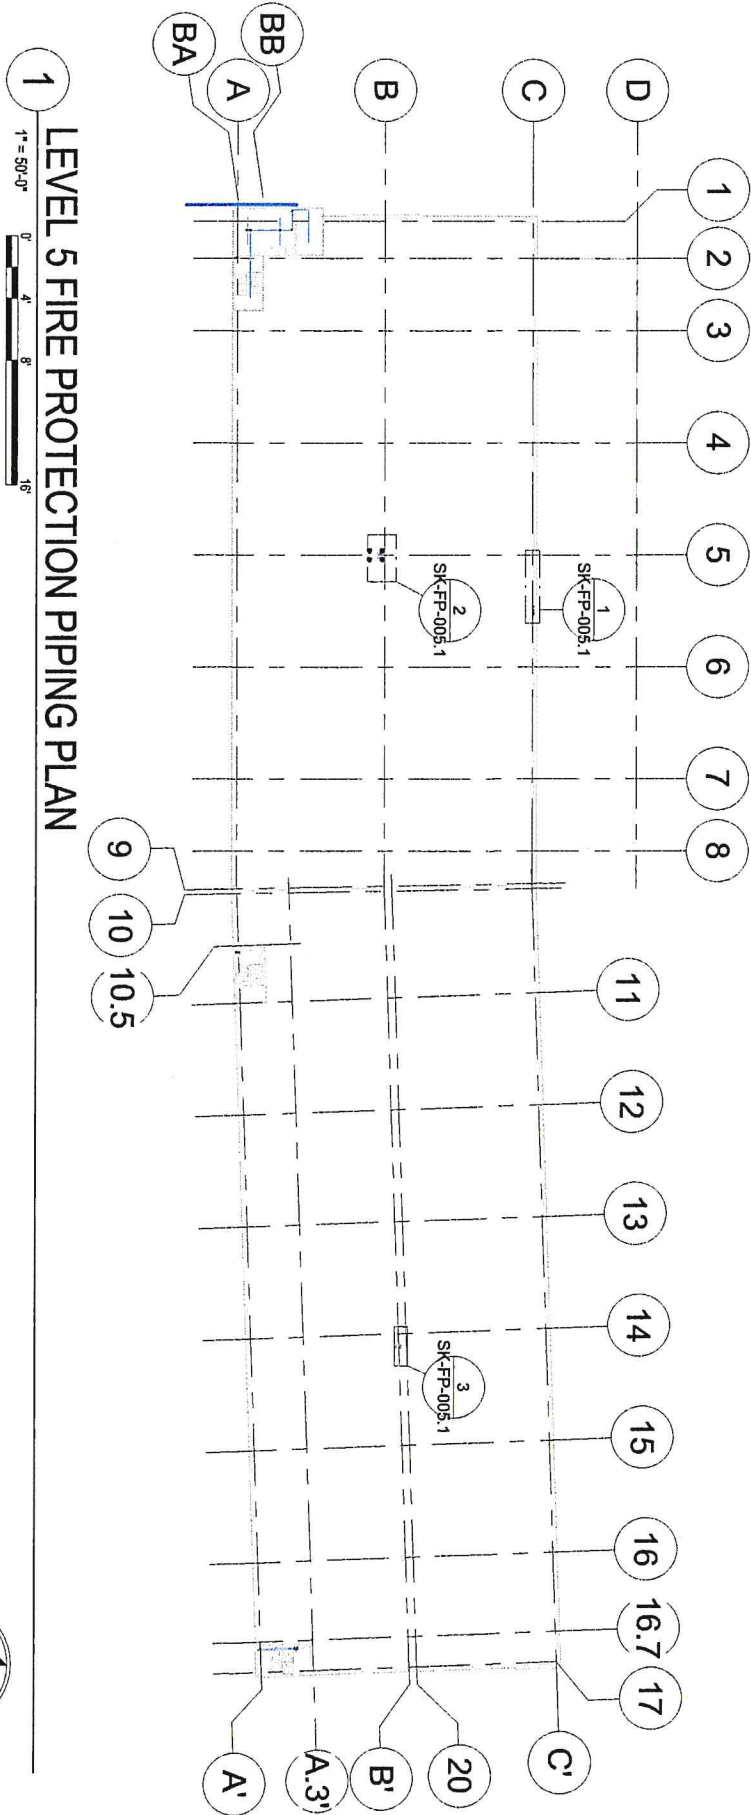 1
2
3
4
5
6
7
8
11
12
13
14
15
16
16.7
17
D
C
B
A
BB
BA
1
SK-FP-005.1
2
SK-FP-005.1
3
SK-FP-005.1
9
10
10.5
C'
20
B'
A.3'
A'
1
LEVEL 5 FIRE PROTECTION PIPING PLAN
1" = 50'-0"
0'
4'
8'
16'